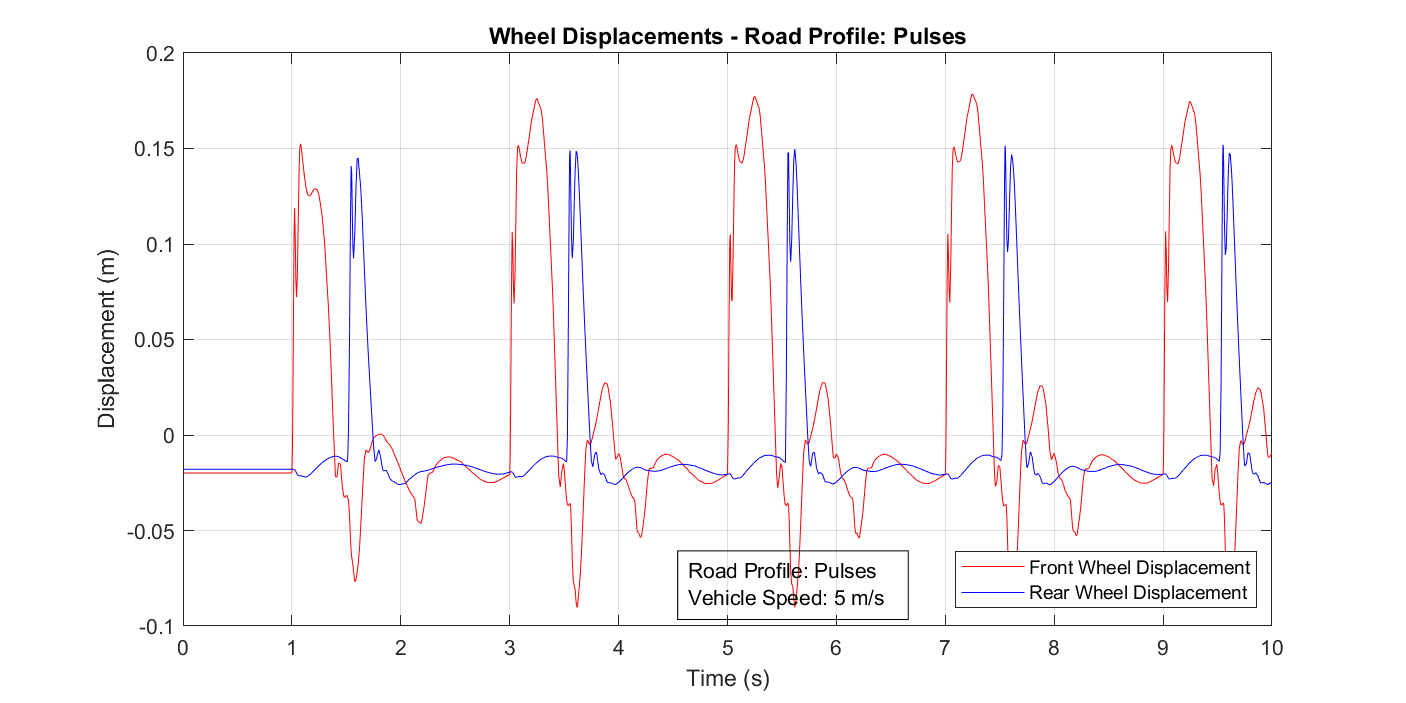 Wheel Displacements - Road Profile: Pulses
0.2
0.15
0.1
0.05
0
-0.05
-0.1
Displacement (m)
Road Profile: Pulses
Vehicle Speed: 5 m/s
Front Wheel Displacement
Rear Wheel Displacement
0 1 2 3 4 5 6 7 8 9 10
Time (s)